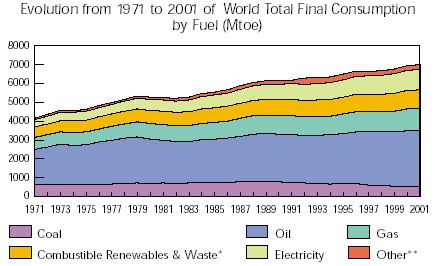 Evolution from 1971 to 2001 of World Total Final Consumption
by Fuel (Mtoe)
8000
7000
6000
5000
4000
3000
2000
1000
0
1971 1973 1975 1977 1979 1981 1983 1985 1987 1989 1991 1993 1995 1997 1999 2001
Coal Oil Gas
Combustible Renewables & Waste* Electricity Other**